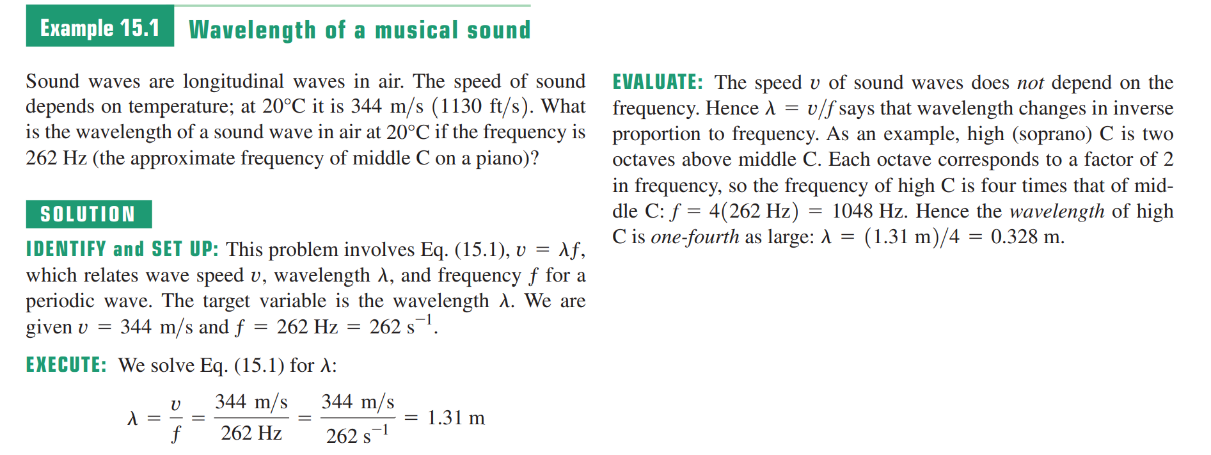 Example 15.1 Wavelength of a musical sound
Sound waves are longitudinal waves in air. The speed of sound
depends on temperature; at 20°C it is 344 m/s (1130 ft/s). What
is the wavelength of a sound wave in air at 20°C if the frequency is
262 Hz (the approximate frequency of middle C on a piano)?
SOLUTION
IDENTIFY and SET UP: This problem involves Eq. (15.1), v = λf,
which relates wave speed v, wavelength λ, and frequency f for a
periodic wave. The target variable is the wavelength λ. We are
given v = 344 m/s and f = 262 Hz = 262 s⁻¹.
EXECUTE: We solve Eq. (15.1) for λ:
λ = v/f = 344 m/s / 262 Hz = 344 m/s / 262 s⁻¹ = 1.31 m
EVALUATE: The speed v of sound waves does not depend on the
frequency. Hence λ = v/f says that wavelength changes in inverse
proportion to frequency. As an example, high (soprano) C is two
octaves above middle C. Each octave corresponds to a factor of 2
in frequency, so the frequency of high C is four times that of mid-
dle C: f = 4(262 Hz) = 1048 Hz. Hence the wavelength of high
C is one-fourth as large: λ = (1.31 m)/4 = 0.328 m.